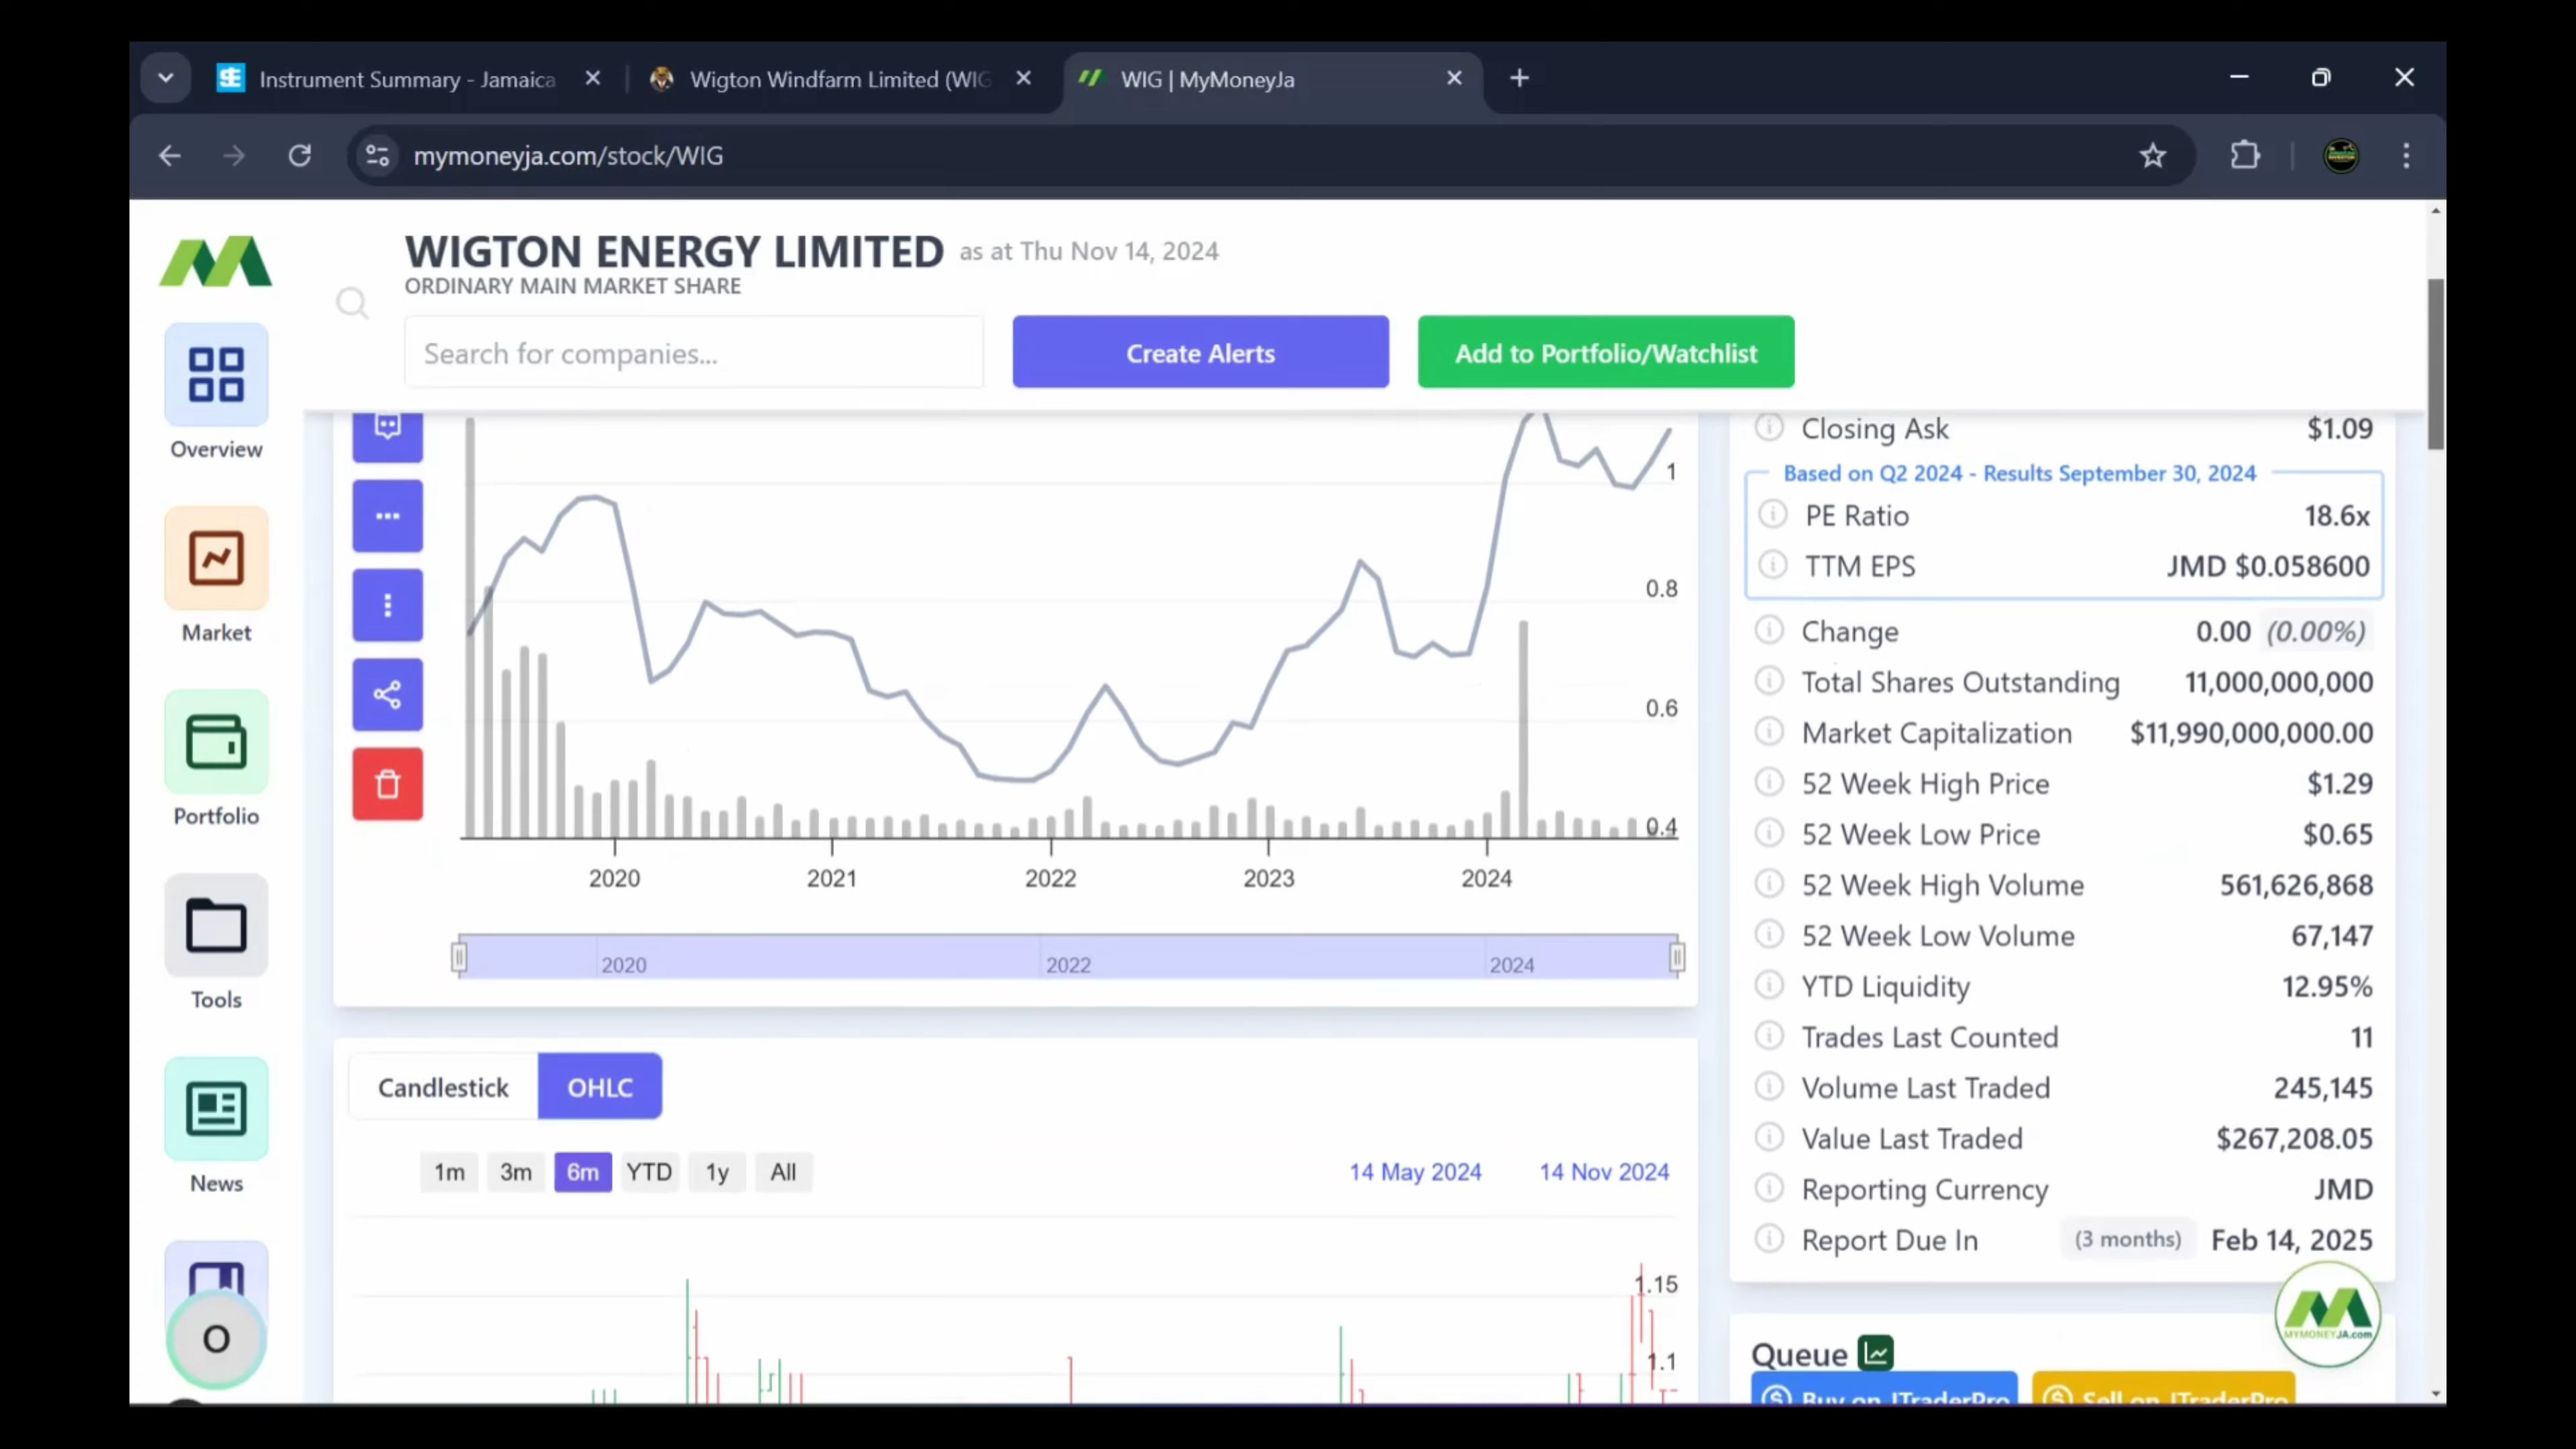 Instrument Summary - Jamaica
Wigton Windfarm Limited (WIG
WIG | MyMoneyJa
mymoneyja.com/stock/WIG
WIGTON ENERGY LIMITED as at Thu Nov 14, 2024
ORDINARY MAIN MARKET SHARE
Search for companies...
Create Alerts
Add to Portfolio/Watchlist
Overview
Market
Portfolio
Tools
News
O
1
0.8
0.6
0.4
2020 2021 2022 2023 2024
2020 2022 2024
Candlestick OHLC
1m 3m 6m YTD 1y All
14 May 2024 14 Nov 2024
1.15
1.1
Closing Ask $1.09
Based on Q2 2024 - Results September 30, 2024
PE Ratio 18.6x
TTM EPS JMD $0.058600
Change 0.00 (0.00%)
Total Shares Outstanding 11,000,000,000
Market Capitalization $11,990,000,000.00
52 Week High Price $1.29
52 Week Low Price $0.65
52 Week High Volume 561,626,868
52 Week Low Volume 67,147
YTD Liquidity 12.95%
Trades Last Counted 11
Volume Last Traded 245,145
Value Last Traded $267,208.05
Reporting Currency JMD
Report Due In (3 months) Feb 14, 2025
MYMONEYJA.com
Queue
Buy on JTraderPro
Sell on JTraderPro